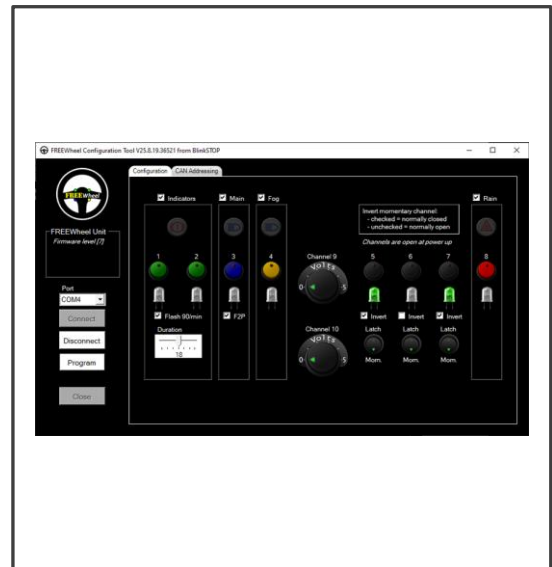 FREEWheel Configuration Tool V25.8.19.36521 from BlinkSTOP
FREEWheel
FREEWheel Unit
Firmware level [?]
Port
COM4
Connect
Disconnect
Program
Close
Configuration
CAN Addressing
Indicators
1
2
Flash 90/min
Duration
18
Main
3
F2P
Fog
4
Channel 9
Volts
0
5
Channel 10
Volts
0
5
Invert momentary channel:
- checked = normally closed
- unchecked = normally open
Channels are open at power up
5
6
7
Invert
Invert
Invert
Latch
Latch
Latch
Mom.
Mom.
Mom.
Rain
8